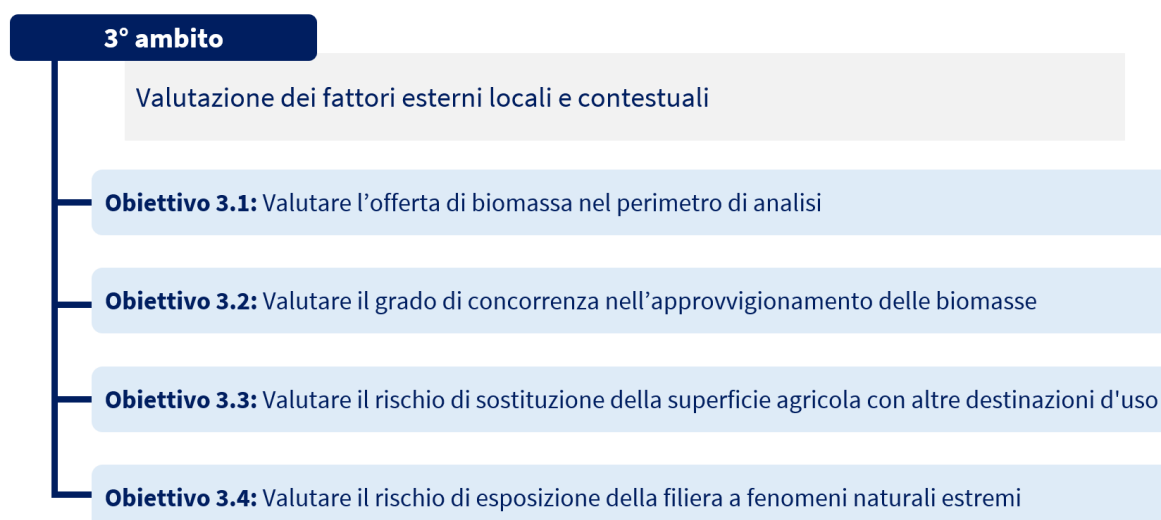 3° ambito
Valutazione dei fattori esterni locali e contestuali
Obiettivo 3.1: Valutare l’offerta di biomassa nel perimetro di analisi
Obiettivo 3.2: Valutare il grado di concorrenza nell’approvvigionamento delle biomasse
Obiettivo 3.3: Valutare il rischio di sostituzione della superficie agricola con altre destinazioni d'uso
Obiettivo 3.4: Valutare il rischio di esposizione della filiera a fenomeni naturali estremi